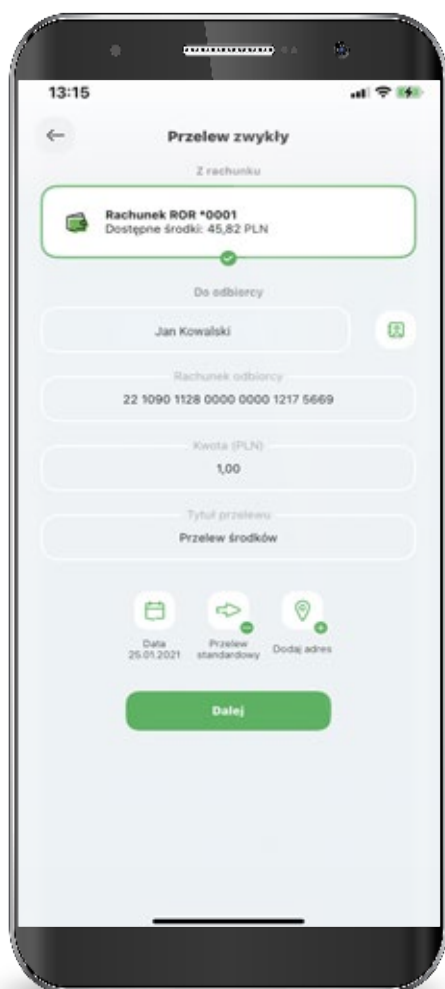 13:15
Przelew zwykły
Z rachunku
Rachunek ROR *0001
Dostępne środki: 45,82 PLN
Do odbiorcy
Jan Kowalski
Rachunek odbiorcy
22 1090 1128 0000 0000 1217 5669
Kwota (PLN)
1,00
Tytuł przelewu
Przelew środków
Data
25.01.2021
Przelew
standardowy
Dodaj adres
Dalej